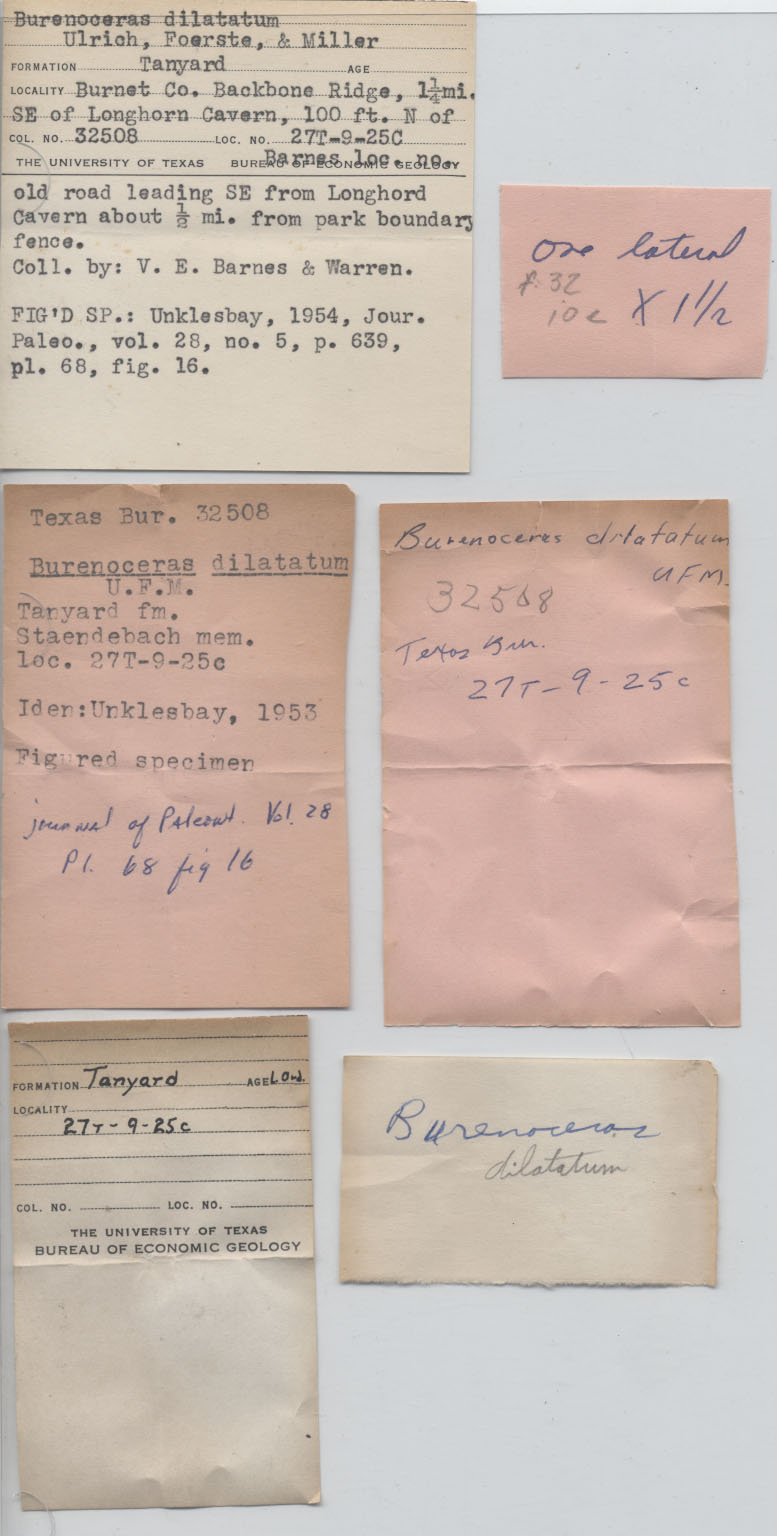 Burenoceras dilatatum
Ulrich, Foerste, & Miller
FORMATION Tanyard AGE
LOCALITY Burnet Co. Backbone Ridge, 1¼mi.
SE of Longhorn Cavern, 100 ft. N of
COL. NO. 32508 LOC. NO. 27T-9-25C
Barnes loc. no.
THE UNIVERSITY OF TEXAS BUREAU OF ECONOMIC GEOLOGY
old road leading SE from Longhord
Cavern about ½ mi. from park boundary
fence.
Coll. by: V. E. Barnes & Warren.
FIG'D SP.: Unklesbay, 1954, Jour.
Paleo., vol. 28, no. 5, p. 639,
pl. 68, fig. 16.
one lateral
f. 32
10c X 1 1/2
Texas Bur. 32508
Burenoceras dilatatum
U.F.M.
Tanyard fm.
Staendebach mem.
loc. 27T-9-25c
Iden:Unklesbay, 1953
Figured specimen
journal of Paleont. Vol. 28
Pl. 68 fig 16
Burenoceras dilatatum
UFM.
32508
Texas Bur.
27T-9-25c
FORMATION Tanyard AGE L. Ord.
LOCALITY
27T-9-25c
COL. NO. LOC. NO.
THE UNIVERSITY OF TEXAS
BUREAU OF ECONOMIC GEOLOGY
Burenoceras
dilatatum